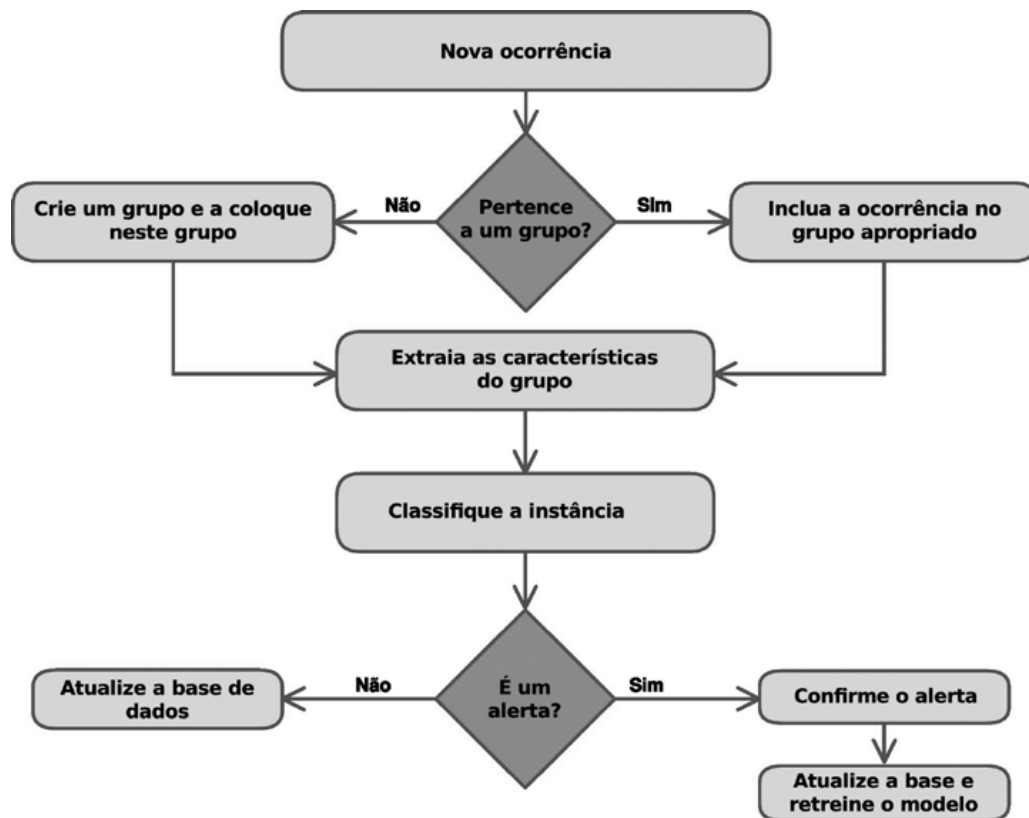 Nova ocorrência
Não
Sim
Crie um grupo e a coloque
neste grupo
Pertence
a um grupo?
Inclua a ocorrência no
grupo apropriado
Extraia as características
do grupo
Classifique a instância
Não
Sim
Atualize a base de
dados
É um
alerta?
Confirme o alerta
Atualize a base e
retreine o modelo